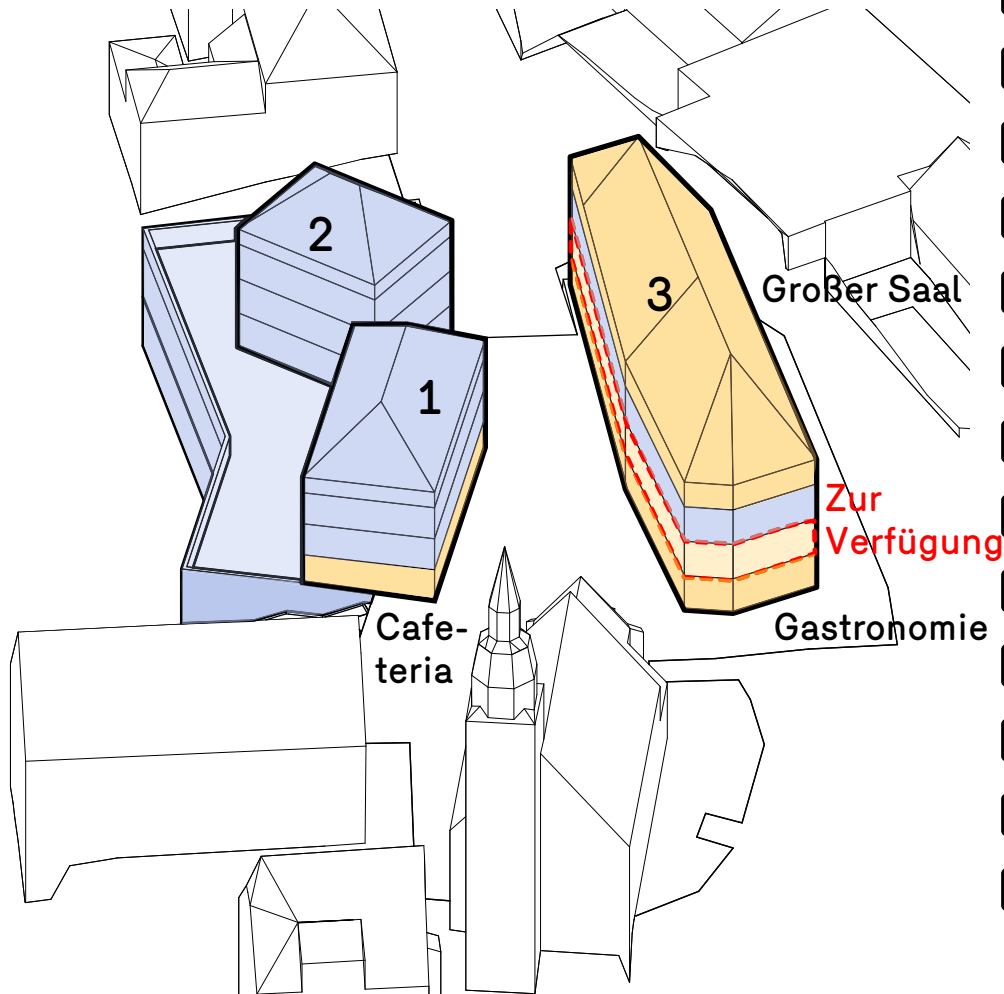 2
3
Großer Saal
1
Zur
Verfügung
Cafe-
teria
Gastronomie